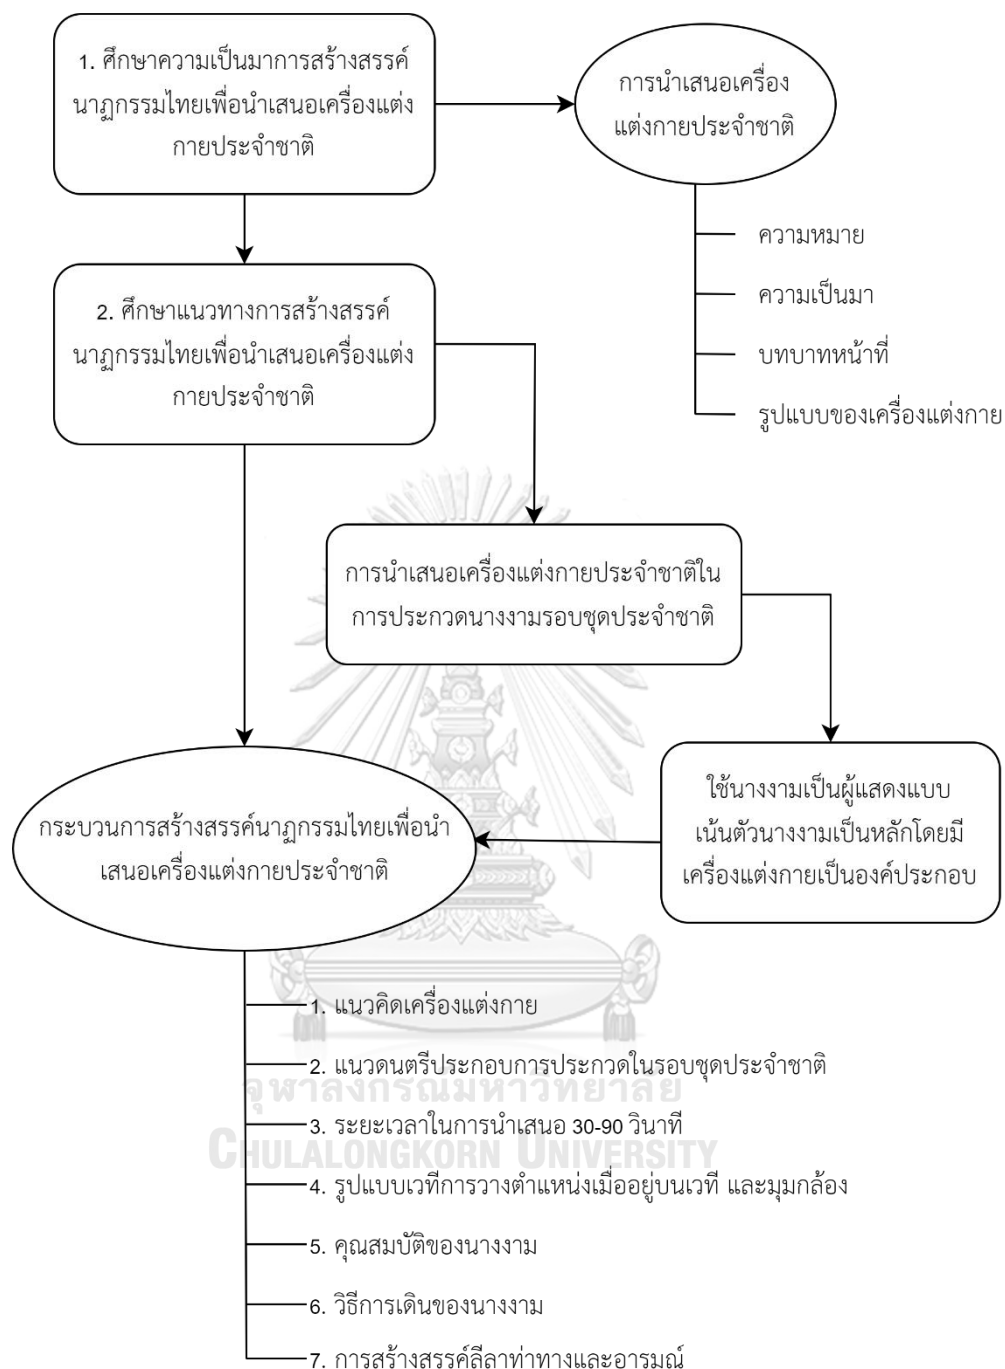 1. ศึกษาความเป็นมาการสร้างสรรค์
นาฏกรรมไทยเพื่อนำเสนอเครื่องแต่ง
กายประจำชาติ
การนำเสนอเครื่อง
แต่งกายประจำชาติ
ความหมาย
ความเป็นมา
บทบาทหน้าที่
รูปแบบของเครื่องแต่งกาย
2. ศึกษาแนวทางการสร้างสรรค์
นาฏกรรมไทยเพื่อนำเสนอเครื่องแต่ง
กายประจำชาติ
การนำเสนอเครื่องแต่งกายประจำชาติใน
การประกวดนางงามรอบชุดประจำชาติ
ใช้นางงามเป็นผู้แสดงแบบ
เน้นตัวนางงามเป็นหลักโดยมี
เครื่องแต่งกายเป็นองค์ประกอบ
กระบวนการสร้างสรรค์นาฏกรรมไทยเพื่อนำ
เสนอเครื่องแต่งกายประจำชาติ
1. แนวคิดเครื่องแต่งกาย
2. แนวดนตรีประกอบการประกวดในรอบชุดประจำชาติ
จุฬาลงกรณ์มหาวิทยาลัย
3. ระยะเวลาในการนำเสนอ 30-90 วินาที
CHULALONGKORN UNIVERSITY
4. รูปแบบเวทีการวางตำแหน่งเมื่ออยู่บนเวที และมุมกล้อง
5. คุณสมบัติของนางงาม
6. วิธีการเดินของนางงาม
7. การสร้างสรรค์ลีลาท่าทางและอารมณ์